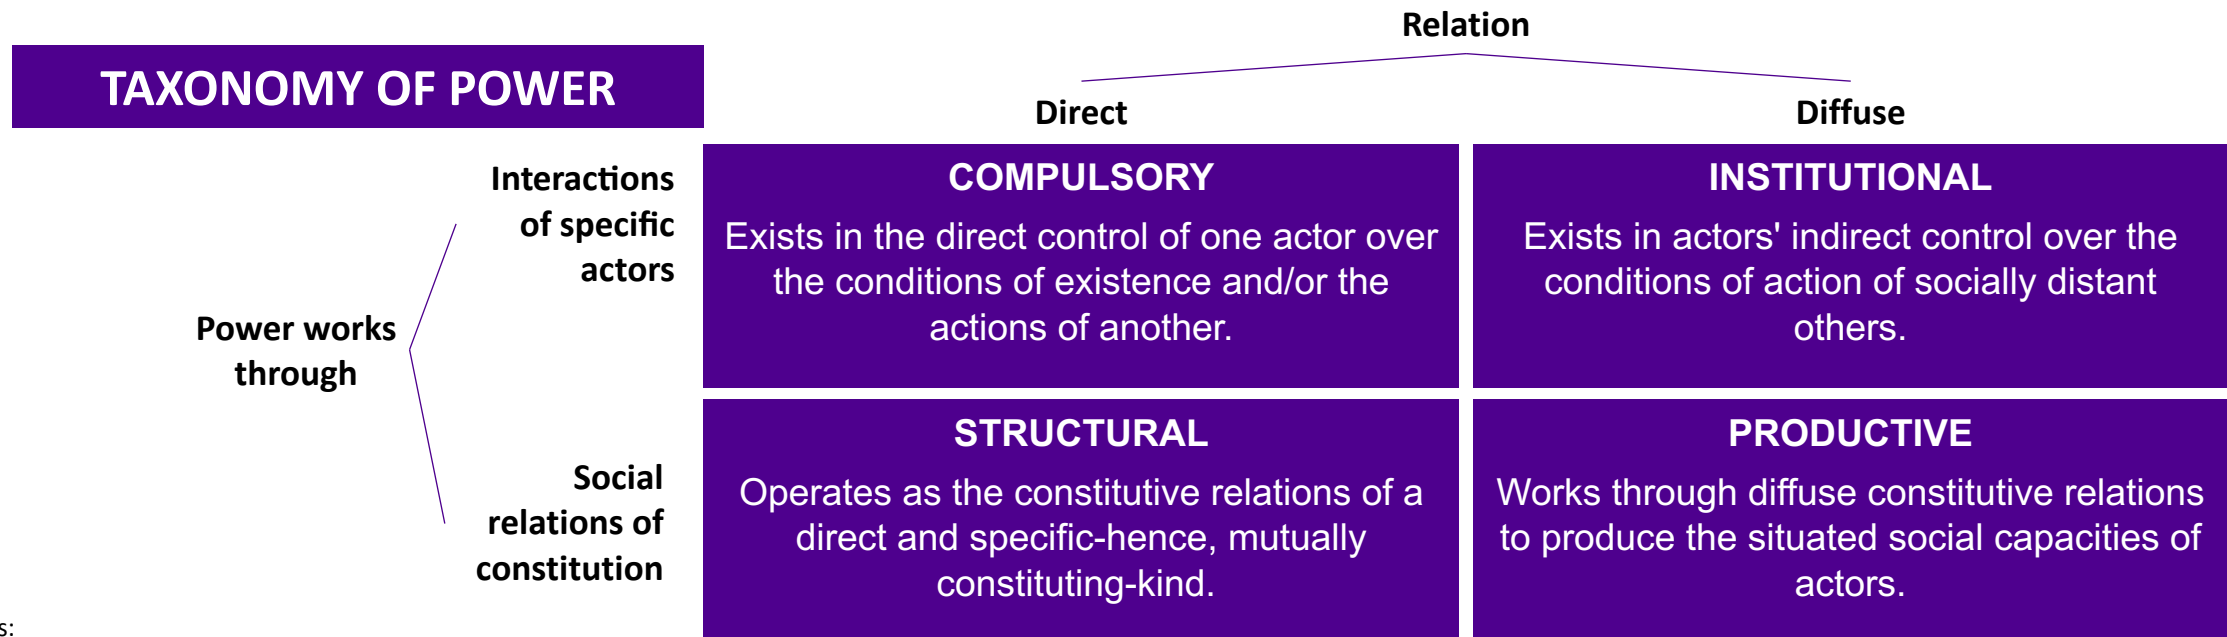 Relation
TAXONOMY OF POWER
Direct
Diffuse
Interactions
of specific
actors
COMPULSORY
Exists in the direct control of one actor over
the conditions of existence and/or the
actions of another.
INSTITUTIONAL
Exists in actors' indirect control over the
conditions of action of socially distant
others.
Power works
through
Social
relations of
constitution
STRUCTURAL
Operates as the constitutive relations of a
direct and specific-hence, mutually
constituting-kind.
PRODUCTIVE
Works through diffuse constitutive relations
to produce the situated social capacities of
actors.
s: